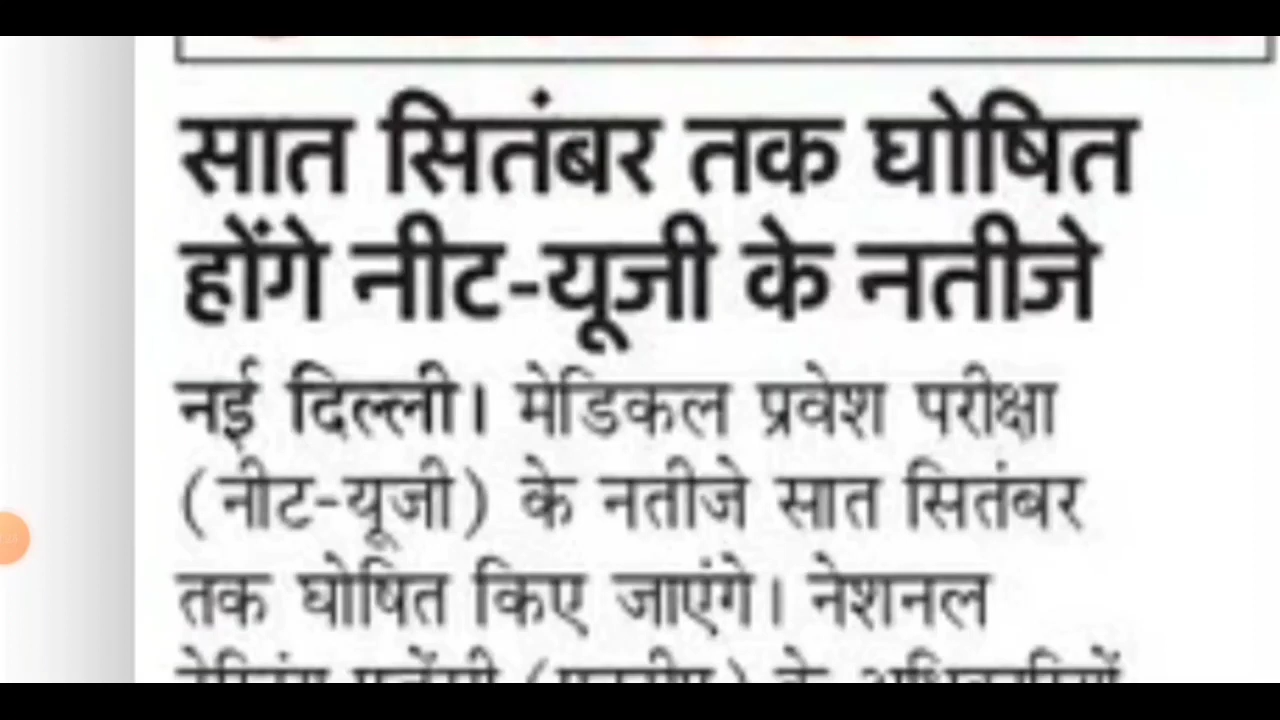 सात सितंबर तक घोषित
होंगे नीट-यूजी के नतीजे
नई दिल्ली। मेडिकल प्रवेश परीक्षा
(नीट-यूजी) के नतीजे सात सितंबर
तक घोषित किए जाएंगे। नेशनल